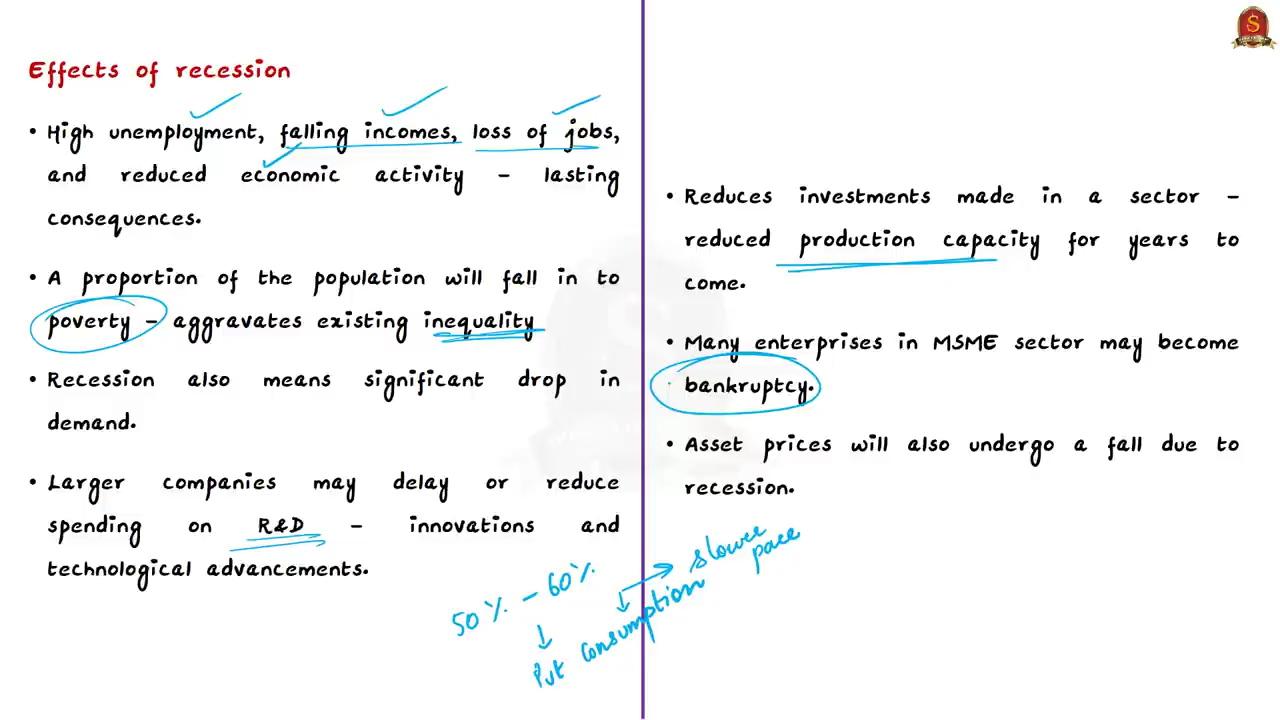 Effects of recession
• High unemployment, falling incomes, loss of jobs,
and reduced economic activity – lasting
consequences.
• A proportion of the population will fall in to
poverty – aggravates existing inequality
• Recession also means significant drop in
demand.
• Larger companies may delay or reduce
spending on R&D – innovations and
technological advancements.
50% – 60%
Pvt consumption
slower
pace
• Reduces investments made in a sector –
reduced production capacity for years to
come.
• Many enterprises in MSME sector may become
bankruptcy.
• Asset prices will also undergo a fall due to
recession.
S